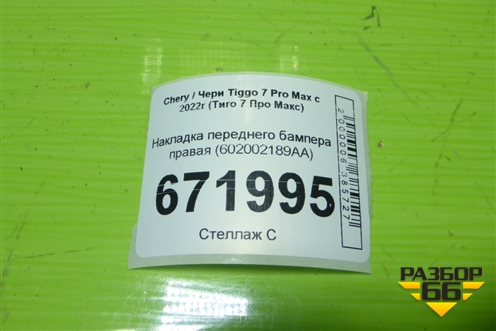 Chery / Чери Tiggo 7 Pro Max с
2022г (Тиго 7 Про Макс)
Накладка переднего бампера
правая (602002189AA)
671995
Стеллаж С
2000006385727
РАЗБОР
66